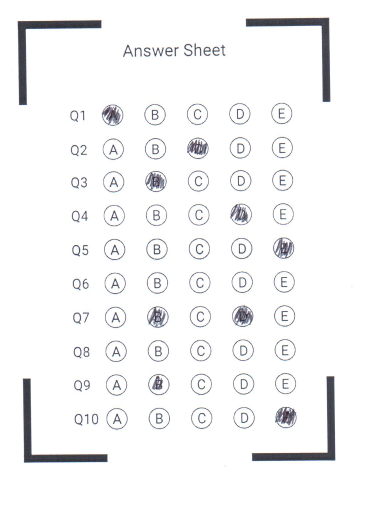 Answer Sheet
Q1 B C D E
Q2 A B D E
Q3 A C D E
Q4 A B C E
Q5 A B C D
Q6 A B C D E
Q7 A C E
Q8 A B C D E
Q9 A B C D E
Q10 A B C D